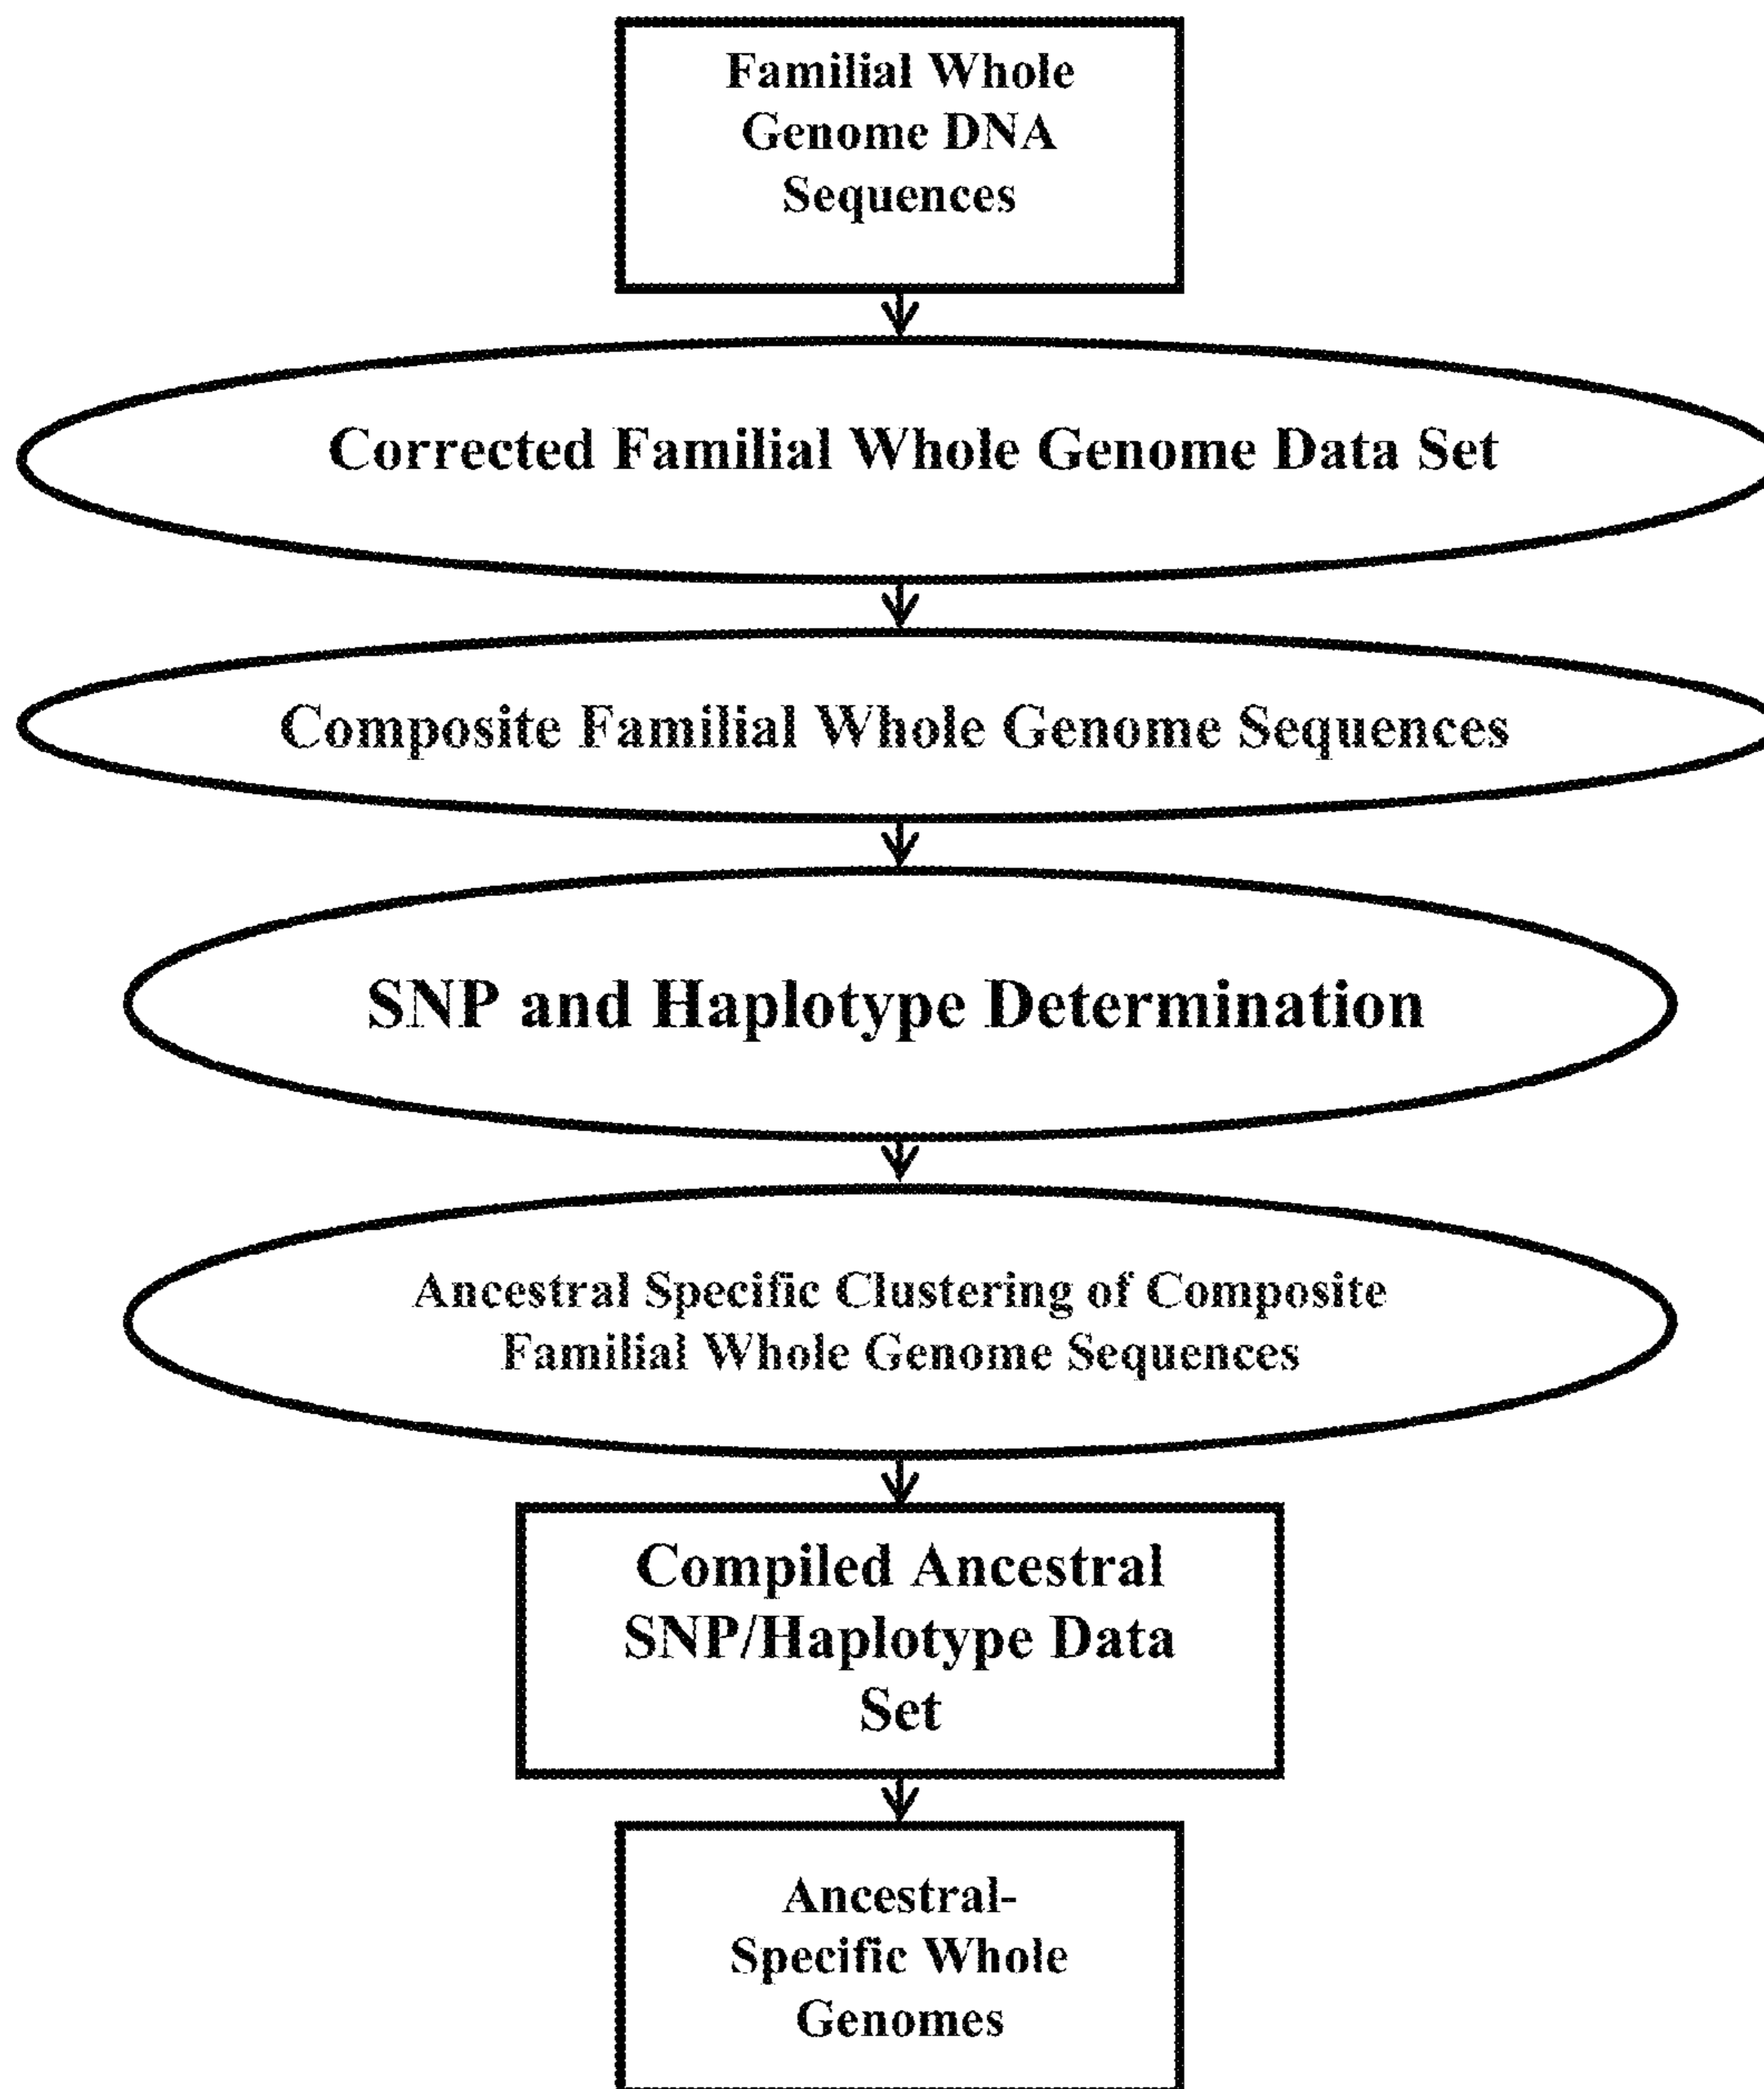 Familial Whole
Genome DNA
Sequences
Corrected Familial Whole Genome Data Set
Composite Familial Whole Genome Sequences
SNP and Haplotype Determination
Ancestral Specific Clustering of Composite
Familial Whole Genome Sequences
Compiled Ancestral
SNP/Haplotype Data
Set
Ancestral-
Specific Whole
Genomes